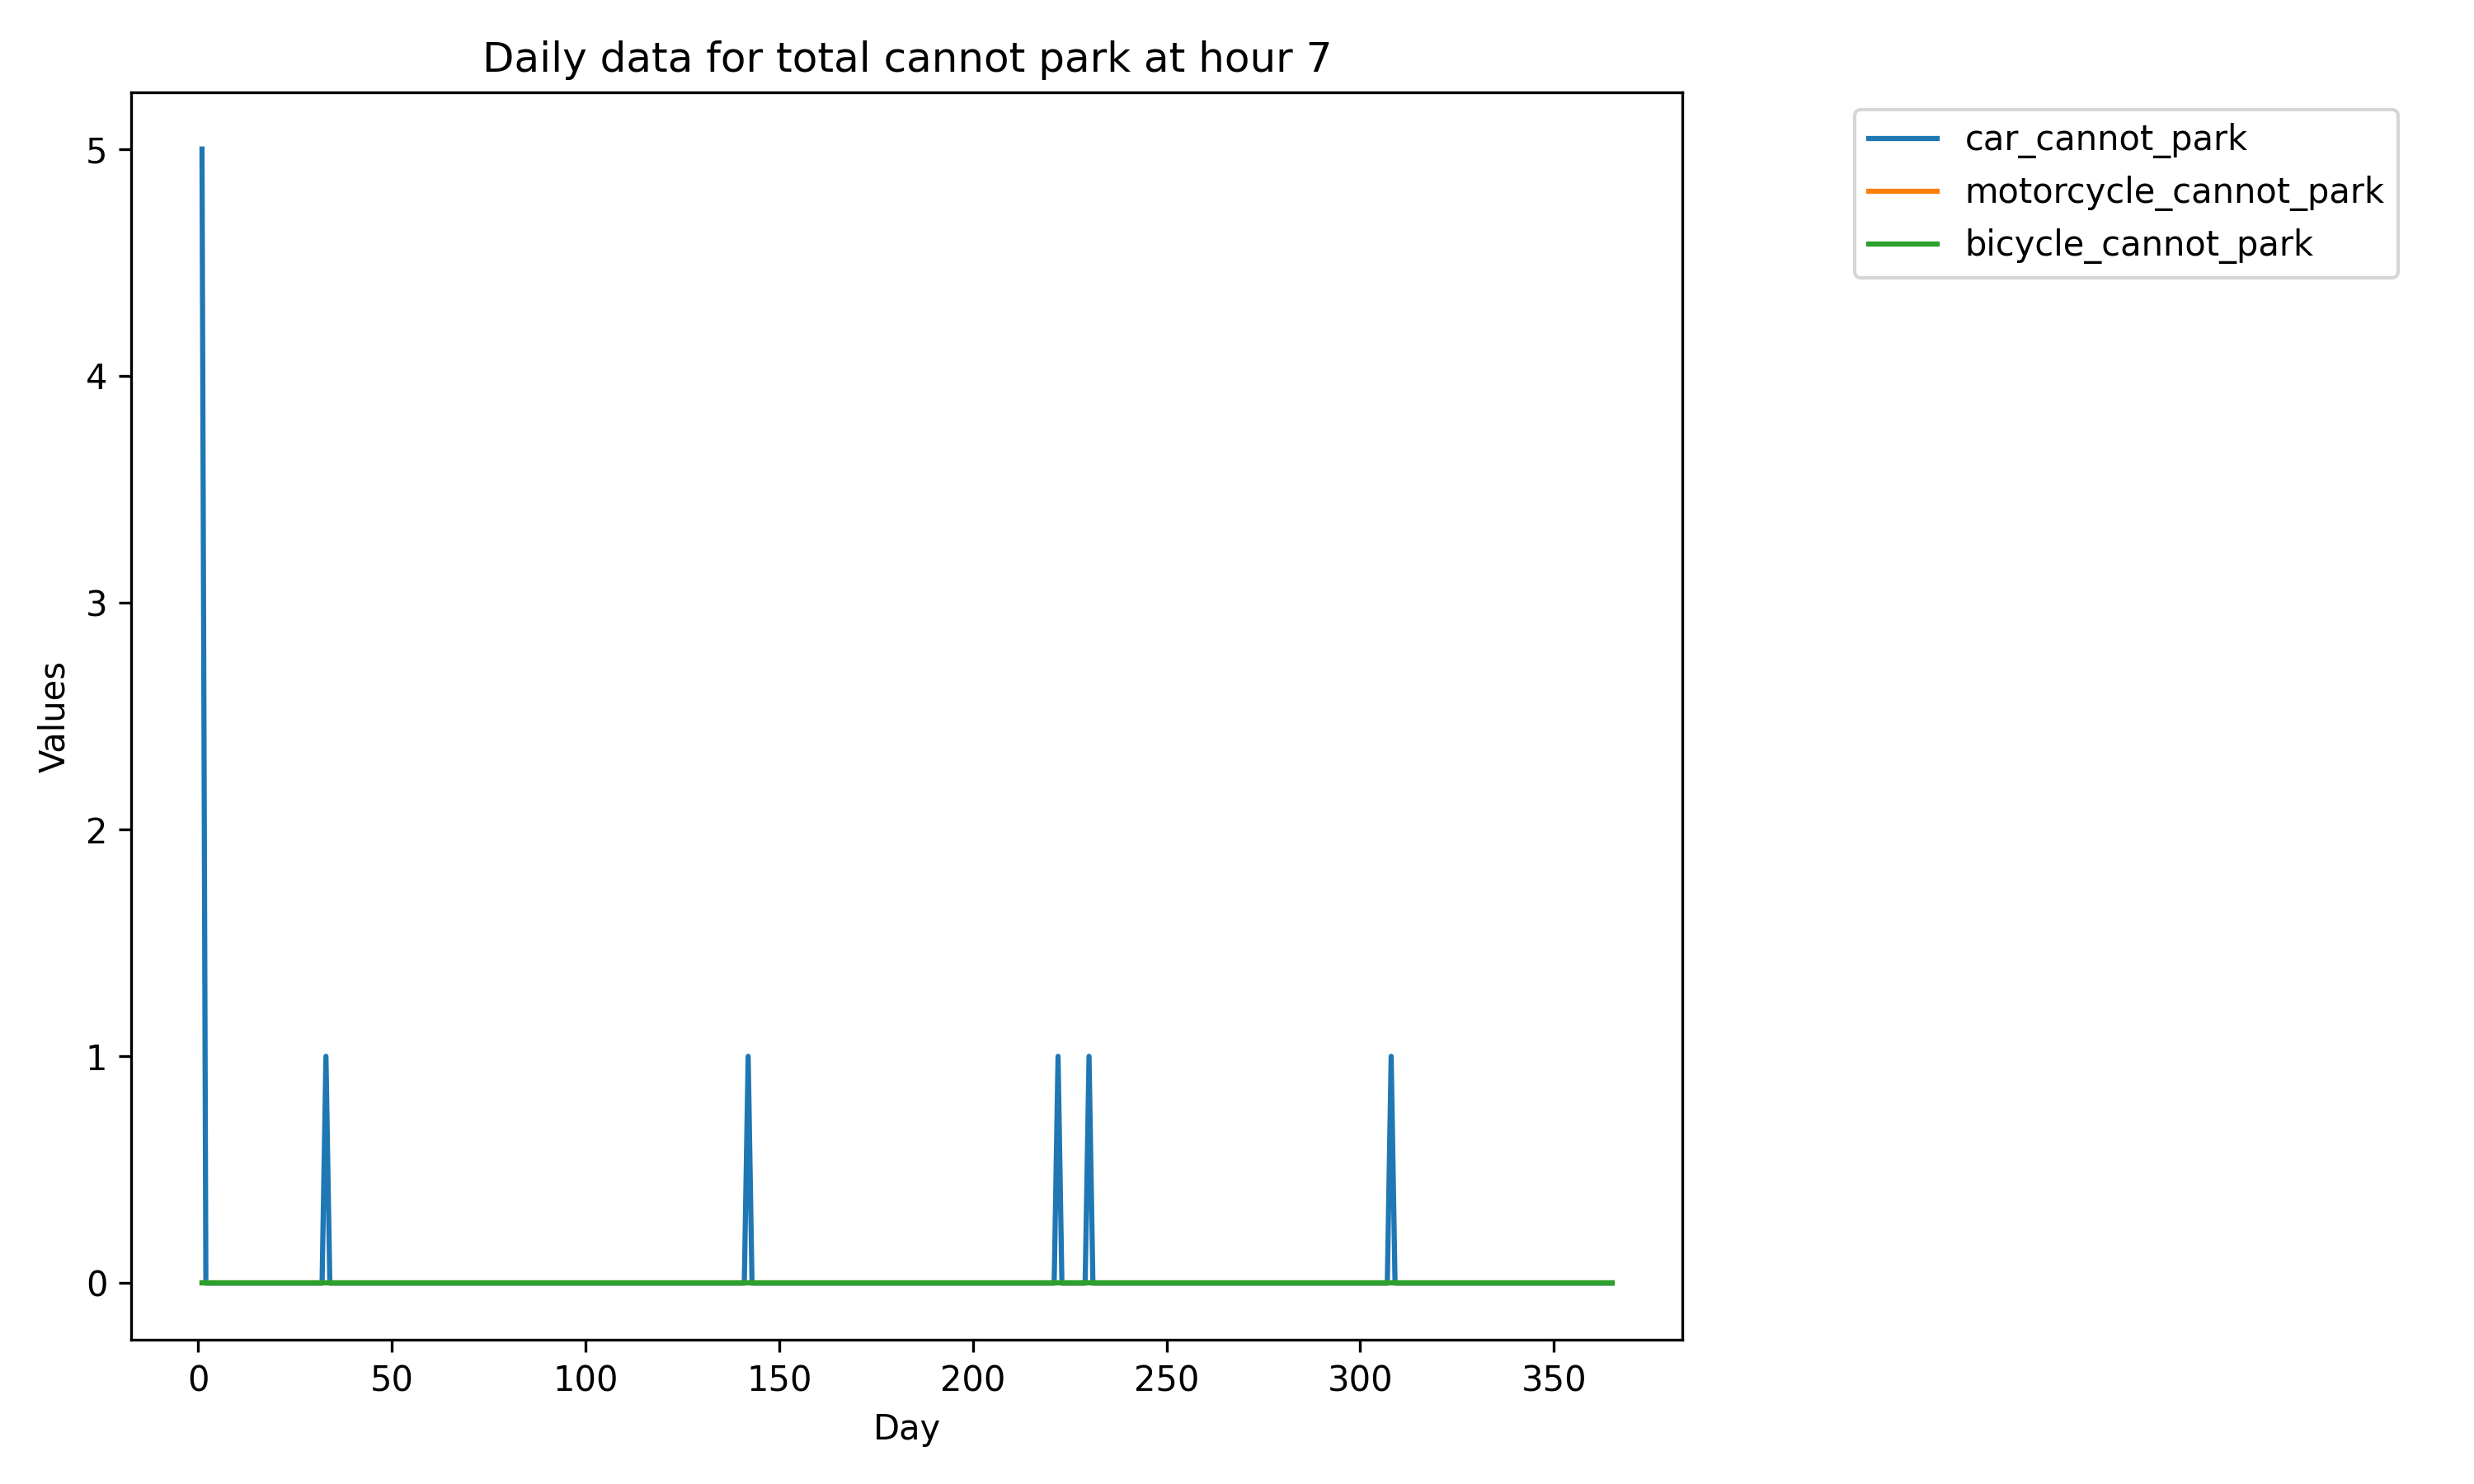 Daily data for total cannot park at hour 7
car_cannot_park
motorcycle_cannot_park
bicycle_cannot_park
5
4
3
2
1
0
Values
0 50 100 150 200 250 300 350
Day